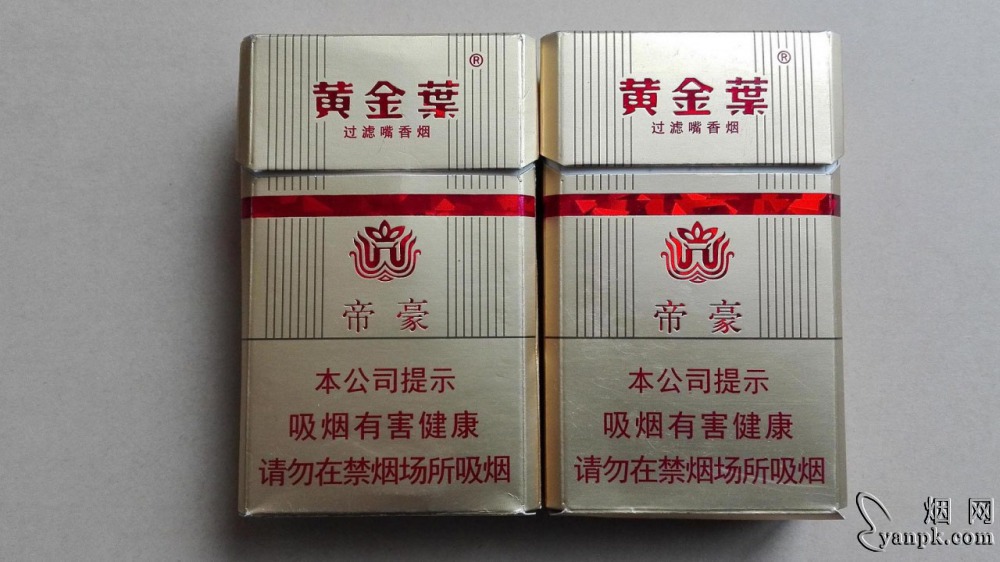 黄金葉®
过滤嘴香烟
帝豪
本公司提示
吸烟有害健康
请勿在禁烟场所吸烟
黄金葉®
过滤嘴香烟
帝豪
本公司提示
吸烟有害健康
请勿在禁烟场所吸烟
烟网
yanpk.com